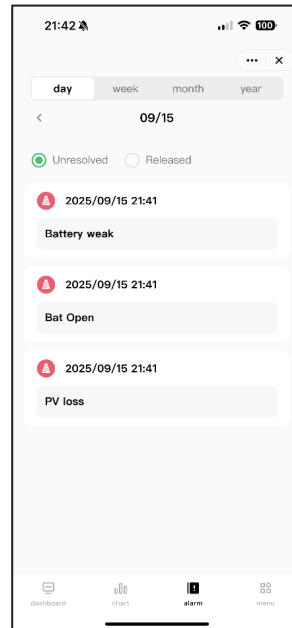 21:42
100
day week month year
09/15
Unresolved Released
2025/09/15 21:41
Battery weak
2025/09/15 21:41
Bat Open
2025/09/15 21:41
PV loss
dashboard chart alarm menu